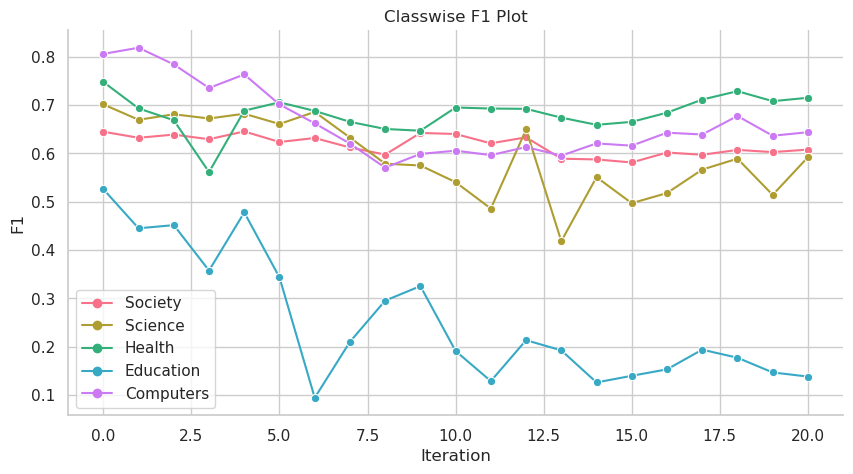 Classwise F1 Plot
F1
0.8
0.7
0.6
0.5
0.4
0.3
0.2
0.1
Society
Science
Health
Education
Computers
0.0 2.5 5.0 7.5 10.0 12.5 15.0 17.5 20.0
Iteration